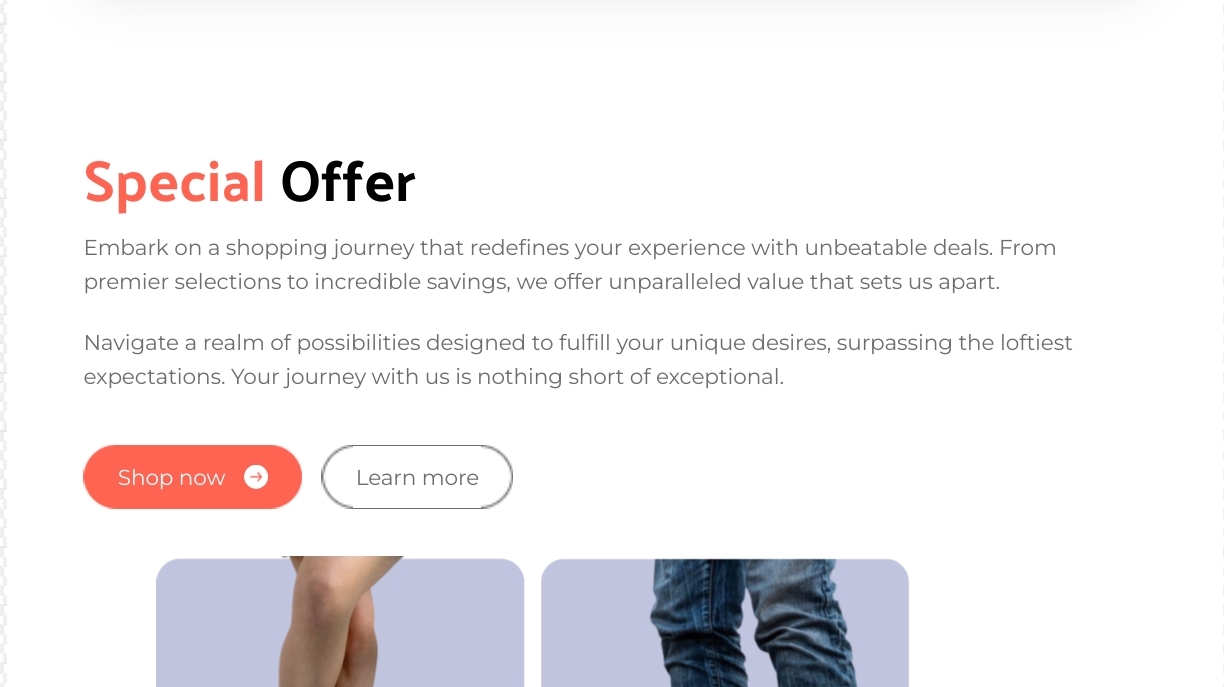 Special Offer
Embark on a shopping journey that redefines your experience with unbeatable deals. From
premier selections to incredible savings, we offer unparalleled value that sets us apart.
Navigate a realm of possibilities designed to fulfill your unique desires, surpassing the loftiest
expectations. Your journey with us is nothing short of exceptional.
Shop now
Learn more